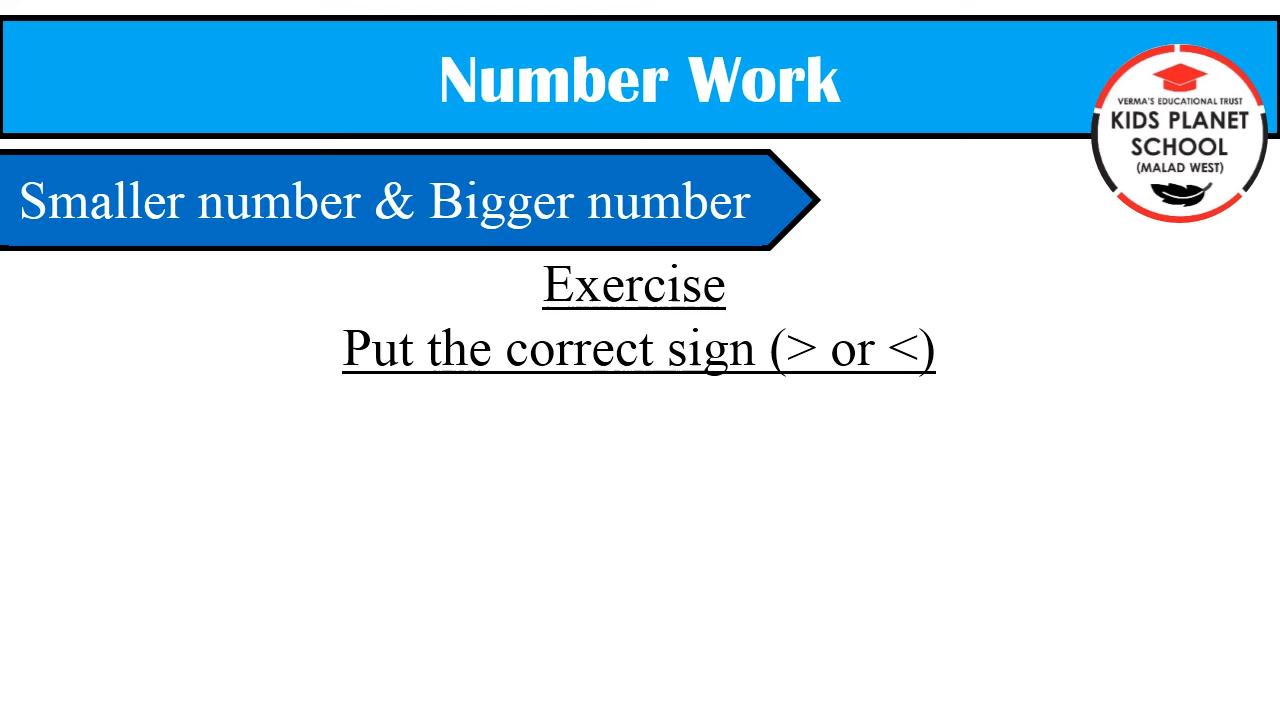 Number Work
VERMA'S EDUCATIONAL TRUST
KIDS PLANET
SCHOOL
(MALAD WEST)
Smaller number & Bigger number
Exercise
Put the correct sign (> or <)